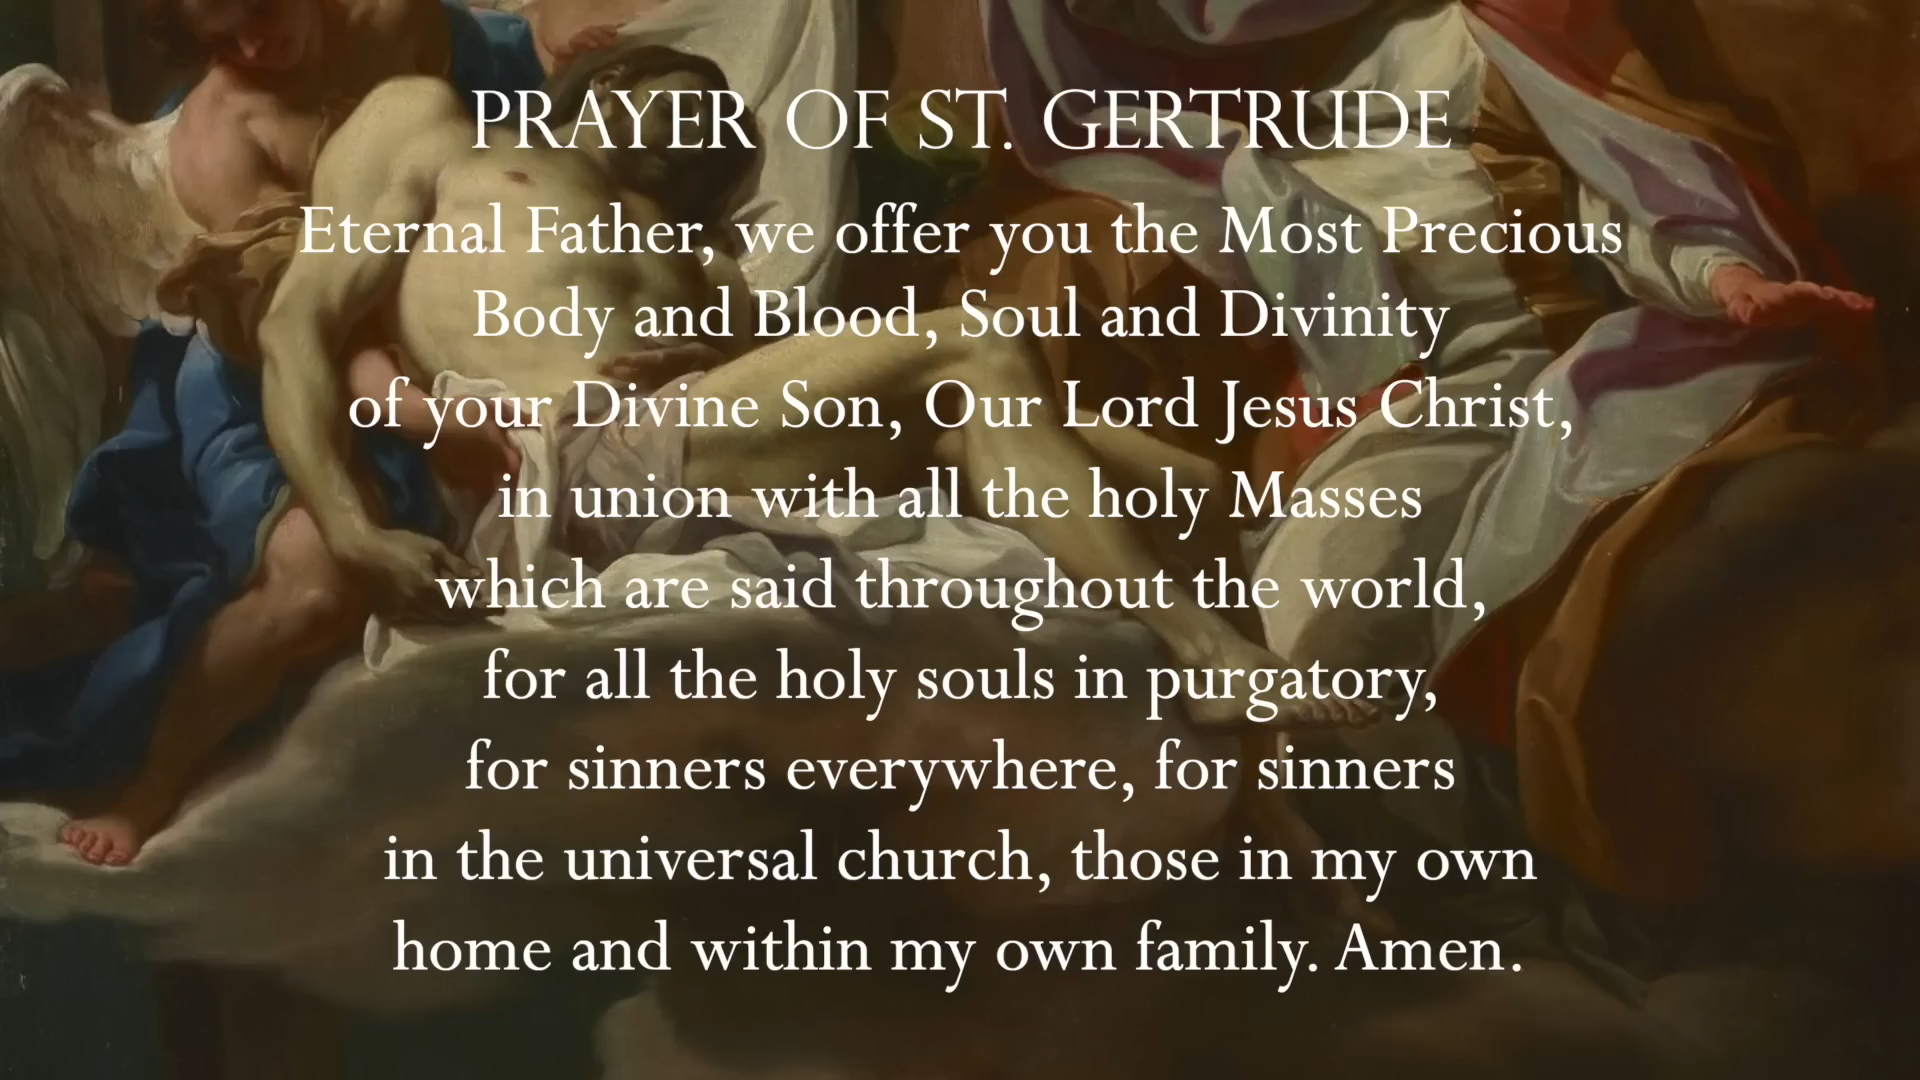 PRAYER OF ST. GERTRUDE
Eternal Father, we offer you the Most Precious
Body and Blood, Soul and Divinity
of your Divine Son, Our Lord Jesus Christ,
in union with all the holy Masses
which are said throughout the world,
for all the holy souls in purgatory,
for sinners everywhere, for sinners
in the universal church, those in my own
home and within my own family. Amen.